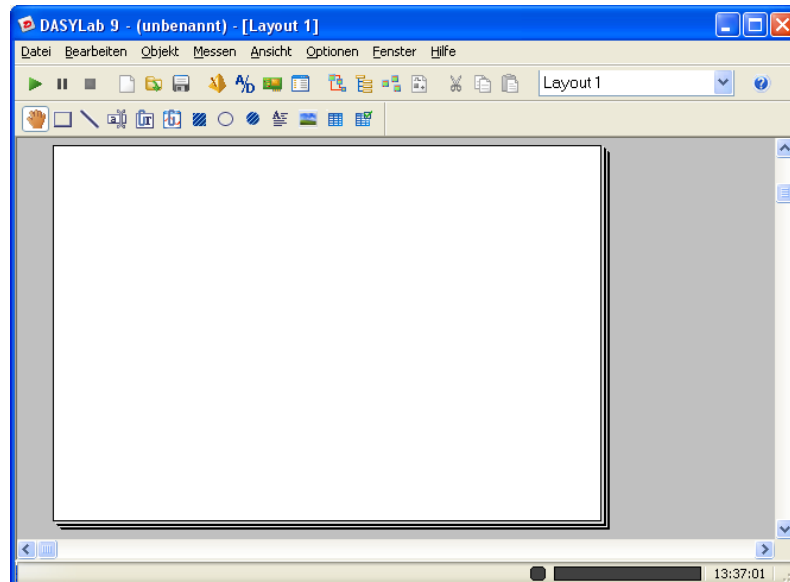 DASYLab 9 - (unbenannt) - [Layout 1]
Datei Bearbeiten Objekt Messen Ansicht Optionen Fenster Hilfe
Layout 1
13:37:01